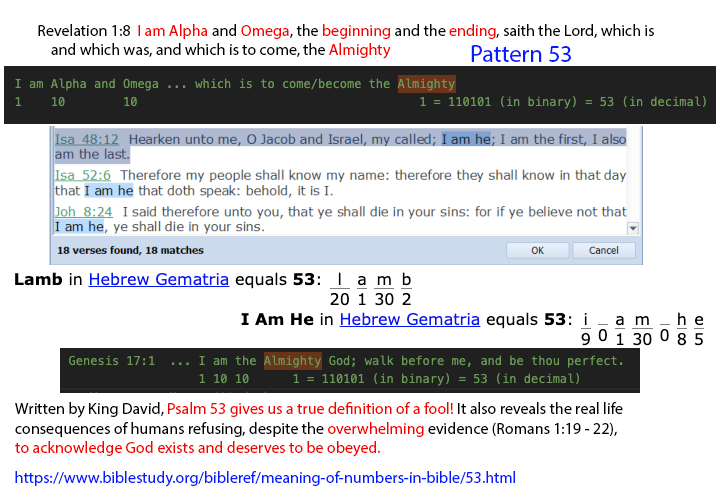 Revelation 1:8 I am Alpha and Omega, the beginning and the ending, saith the Lord, which is
and which was, and which is to come, the Almighty
Pattern 53
I am Alpha and Omega ... which is to come/become the Almighty
1 10 10 1 = 110101 (in binary) = 53 (in decimal)
Isa 48:12 Hearken unto me, O Jacob and Israel, my called; I am he; I am the first, I also
am the last.
Isa 52:6 Therefore my people shall know my name: therefore they shall know in that day
that I am he that doth speak: behold, it is I.
Joh 8:24 I said therefore unto you, that ye shall die in your sins: for if ye believe not that
I am he, ye shall die in your sins.
18 verses found, 18 matches OK Cancel
Lamb in Hebrew Gematria equals 53: l a m b
20 1 30 2
I Am He in Hebrew Gematria equals 53: i _ a m _ h e
9 0 1 30 0 8 5
Genesis 17:1 ... I am the Almighty God; walk before me, and be thou perfect.
1 10 10 1 = 110101 (in binary) = 53 (in decimal)
Written by King David, Psalm 53 gives us a true definition of a fool! It also reveals the real life
consequences of humans refusing, despite the overwhelming evidence (Romans 1:19 - 22),
to acknowledge God exists and deserves to be obeyed.
https://www.biblestudy.org/bibleref/meaning-of-numbers-in-bible/53.html